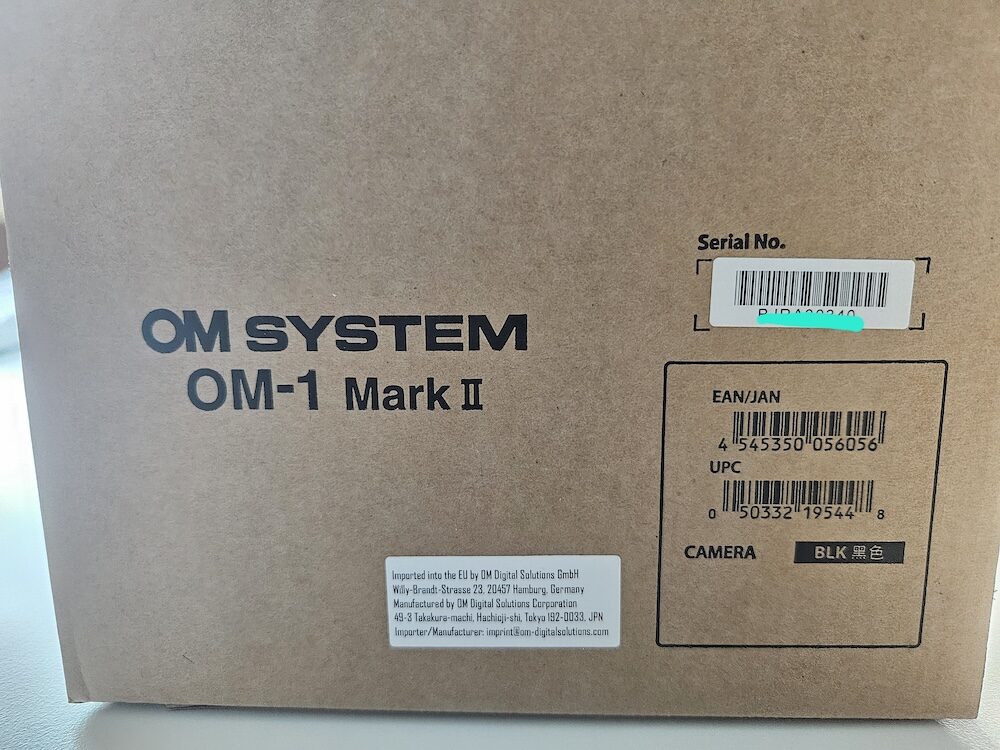 OM SYSTEM
OM-1 Mark II
Serial No.
EAN/JAN
4 545350 056056
UPC
0 50332 19544 8
CAMERA BLK 黑色
Imported into the EU by OM Digital Solutions GmbH
Willy-Brandt-Strasse 23, 20457 Hamburg, Germany
Manufactured by OM Digital Solutions Corporation
49-3 Takakura-machi, Hachiuji-shi, Tokyo 192-0033, JPN
Importer/Manufacturer: imprint@om-digitalsolutions.com